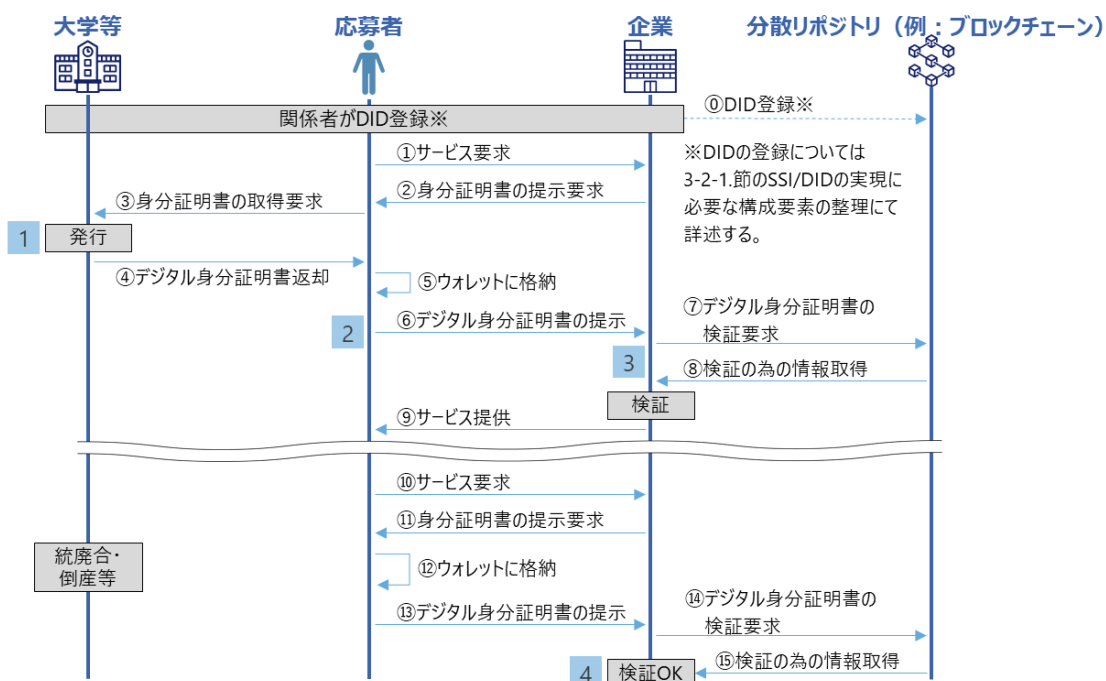 大学等
応募者
企業
分散リポジトリ（例：ブロックチェーン）
関係者がDID登録※
⓪DID登録※
①サービス要求
※DIDの登録については
3-2-1.節のSSI/DIDの実現に
必要な構成要素の整理にて
詳述する。
②身分証明書の提示要求
③身分証明書の取得要求
1
発行
④デジタル身分証明書返却
⑤ウォレットに格納
2
⑥デジタル身分証明書の提示
⑦デジタル身分証明書の
検証要求
3
⑧検証の為の情報取得
検証
⑨サービス提供
⑩サービス要求
⑪身分証明書の提示要求
統廃合・
倒産等
⑫ウォレットに格納
⑬デジタル身分証明書の提示
⑭デジタル身分証明書の
検証要求
4
検証OK
⑮検証の為の情報取得